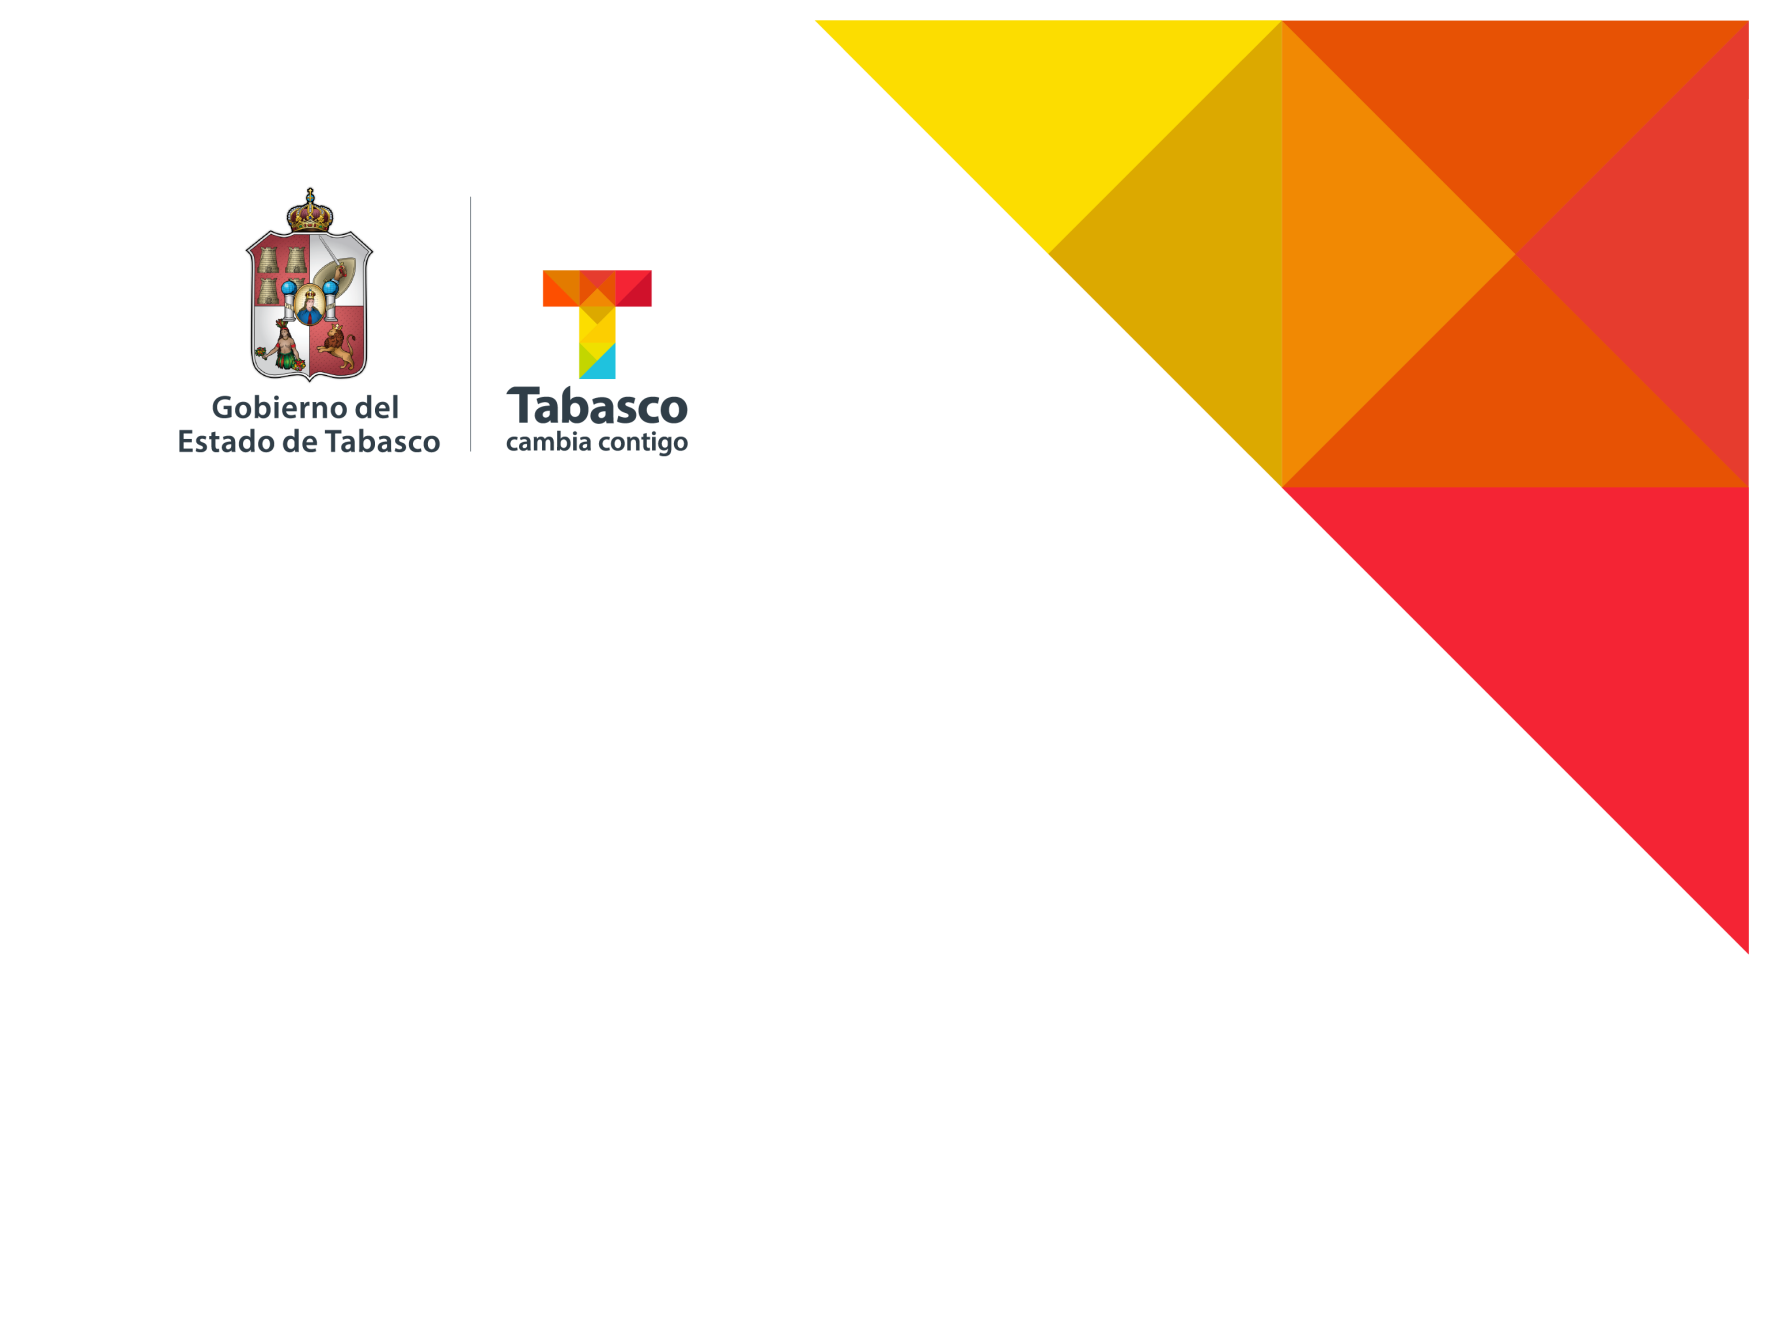 Gobierno del
Estado de Tabasco
Tabasco
cambia contigo